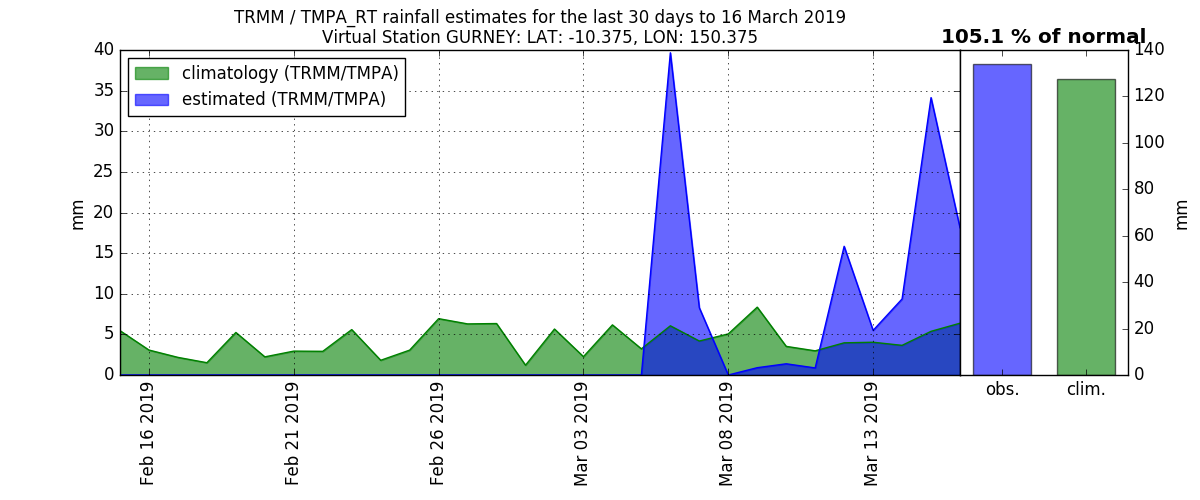 TRMM / TMPA_RT rainfall estimates for the last 30 days to 16 March 2019
Virtual Station GURNEY: LAT: -10.375, LON: 150.375
105.1 % of normal
climatology (TRMM/TMPA)
estimated (TRMM/TMPA)
40
35
30
25
20
15
10
5
0
mm
Feb 16 2019
Feb 21 2019
Feb 26 2019
Mar 03 2019
Mar 08 2019
Mar 13 2019
140
120
100
80
60
40
20
0
mm
obs.
clim.